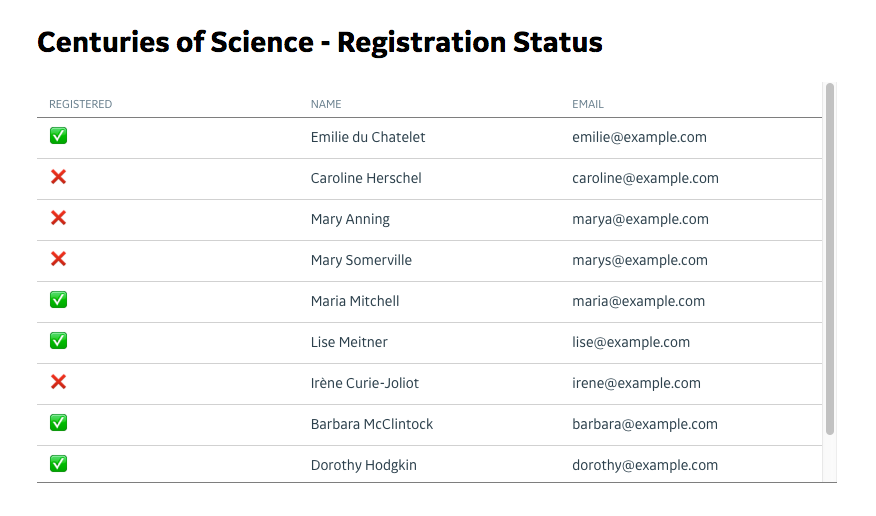 Centuries of Science - Registration Status
REGISTERED NAME EMAIL
✅ Emilie du Chatelet emilie@example.com
❌ Caroline Herschel caroline@example.com
❌ Mary Anning marya@example.com
❌ Mary Somerville marys@example.com
✅ Maria Mitchell maria@example.com
✅ Lise Meitner lise@example.com
❌ Irène Curie-Joliot irene@example.com
✅ Barbara McClintock barbara@example.com
✅ Dorothy Hodgkin dorothy@example.com